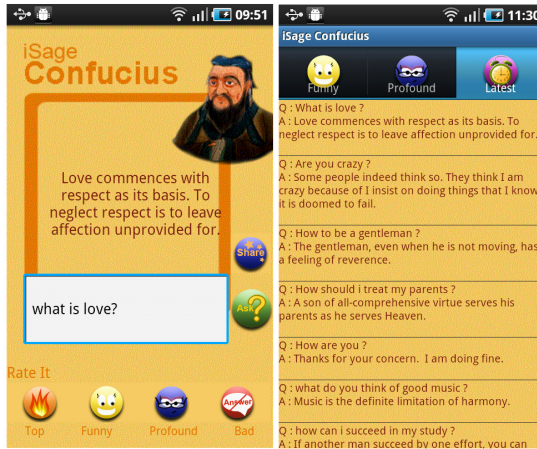 09:51
iSage
Confucius
Love commences with
respect as its basis. To
neglect respect is to leave
affection unprovided for.
Share
what is love?
Ask?
Rate It
Answer
Top Funny Profound Bad
11:30
iSage Confucius
Funny Profound Latest
Q : What is love ?
A : Love commences with respect as its basis. To
neglect respect is to leave affection unprovided for.
Q : Are you crazy ?
A : Some people indeed think so. They think I am
crazy because of I insist on doing things that I know
it is doomed to fail.
Q : How to be a gentleman ?
A : The gentleman, even when he is not moving, has
a feeling of reverence.
Q : How should i treat my parents ?
A : A son of all-comprehensive virtue serves his
parents as he serves Heaven.
Q : How are you ?
A : Thanks for your concern. I am doing fine.
Q : what do you think of good music ?
A : Music is the definite limitation of harmony.
Q : how can i succeed in my study ?
A : If another man succeed by one effort, you can